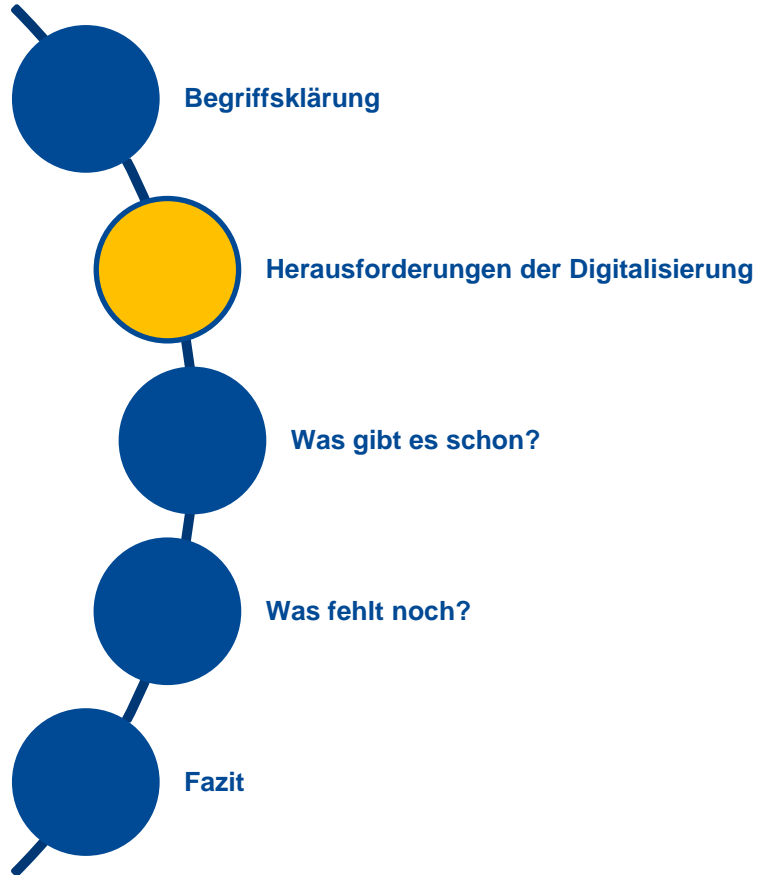 Begriffsklärung
Herausforderungen der Digitalisierung
Was gibt es schon?
Was fehlt noch?
Fazit